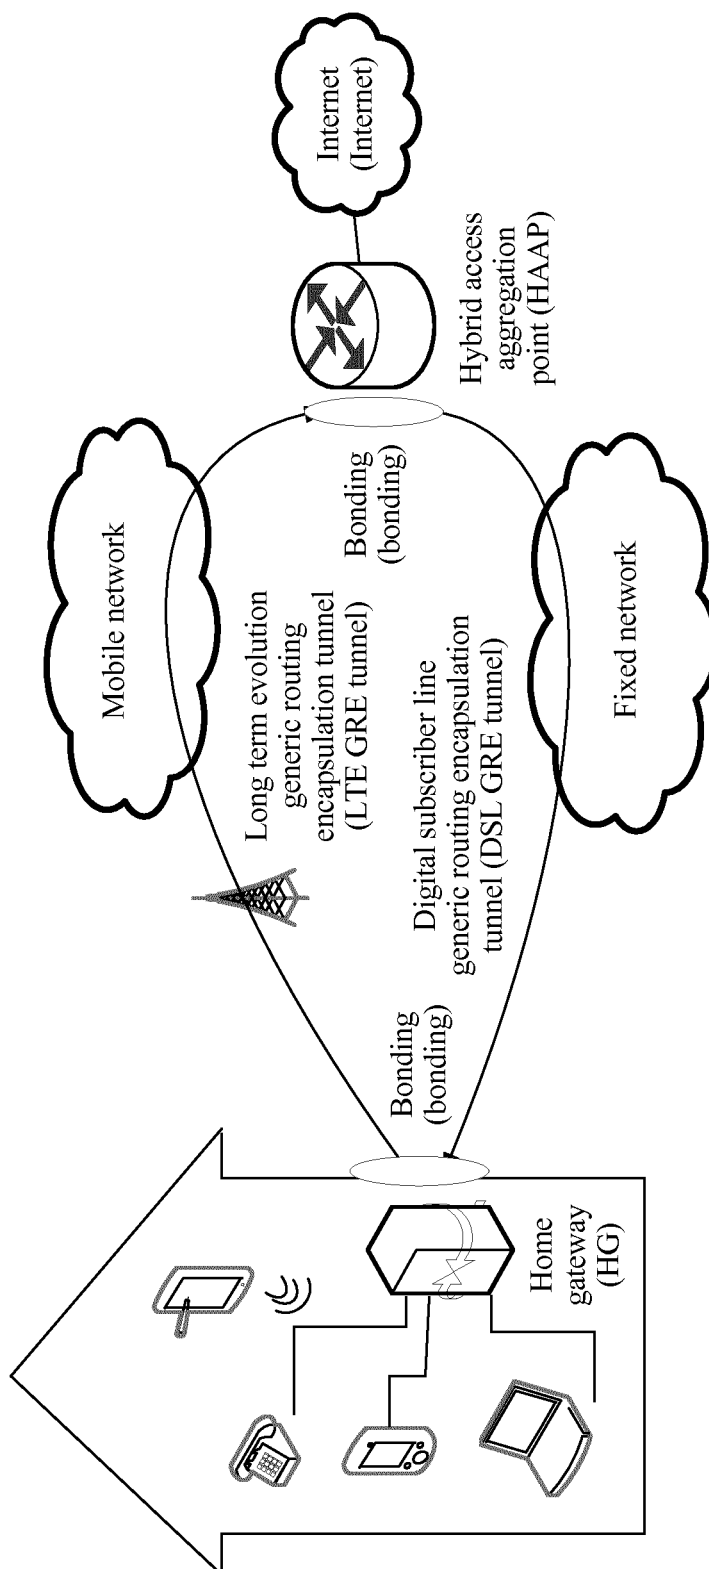 Mobile network
Internet
(Internet)
Long term evolution
generic routing
encapsulation tunnel
(LTE GRE tunnel)
Bonding
(bonding)
Bonding
(bonding)
Digital subscriber line
generic routing encapsulation
tunnel (DSL GRE tunnel)
Hybrid access
aggregation
point (HAAP)
Home
gateway
(HG)
Fixed network